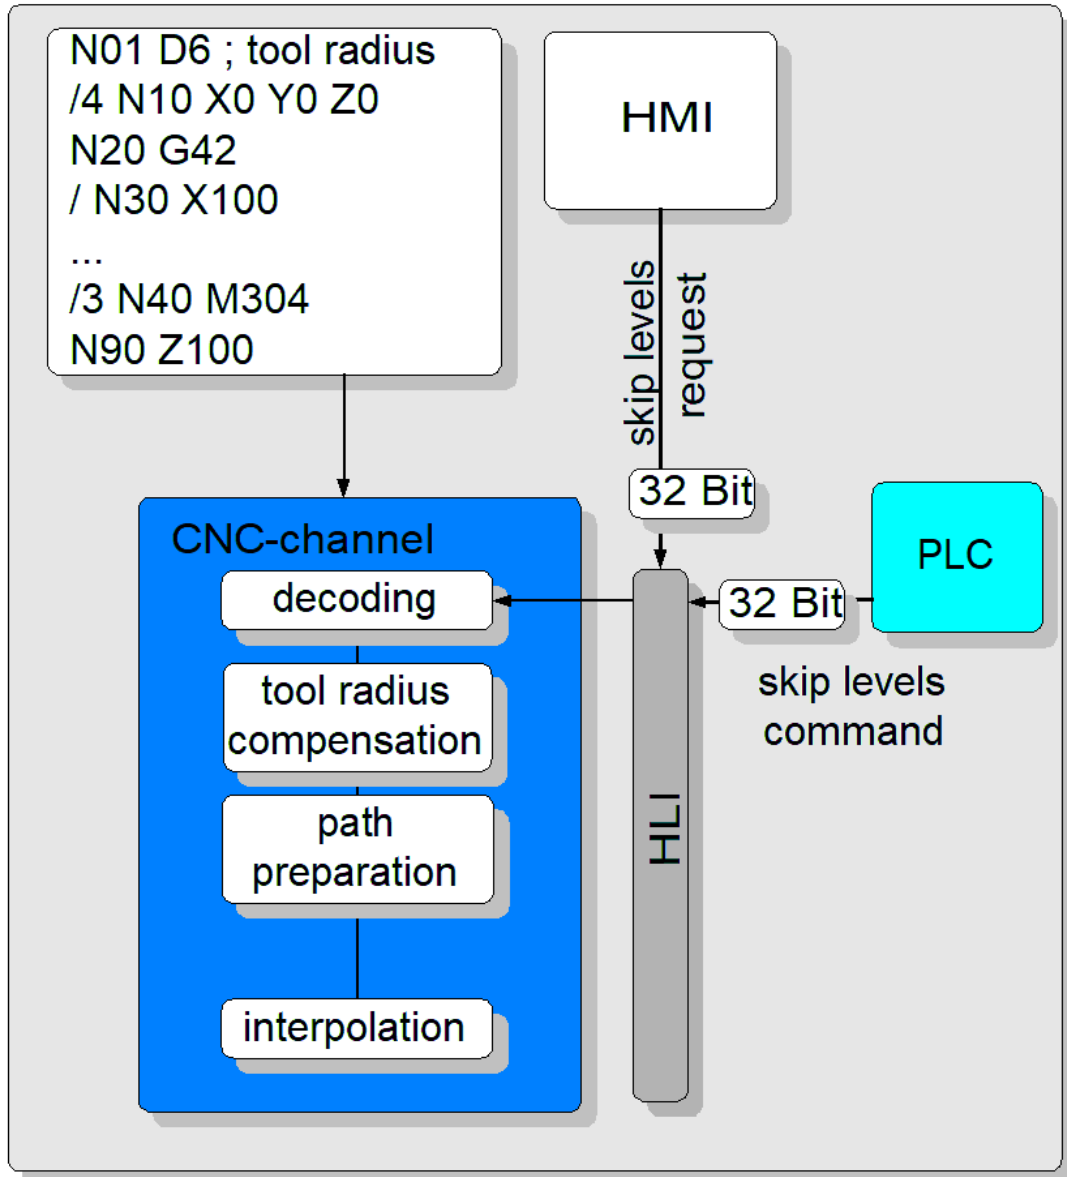 N01 D6 ; tool radius
/4 N10 X0 Y0 Z0
N20 G42
/ N30 X100
...
/3 N40 M304
N90 Z100
HMI
skip levels
request
32 Bit
CNC-channel
decoding
tool radius
compensation
path
preparation
interpolation
HLI
32 Bit
PLC
skip levels
command